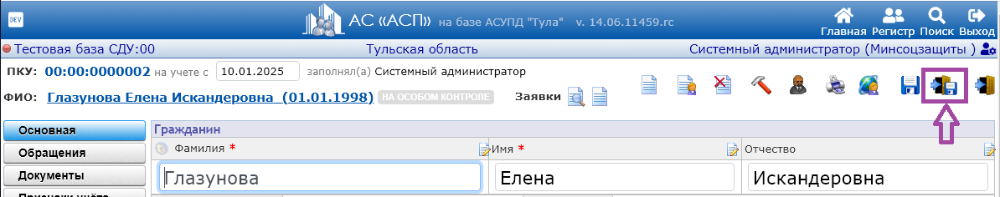 DEV
АС «АСП» на базе АСУПД "Тула" v. 14.06.11459.rc
Главная Регистр Поиск Выход
Тестовая база СДУ:00 Тульская область Системный администратор (Минсоцзащиты )
ПКУ: 00:00:0000002 на учете с 10.01.2025 заполнял(а) Системный администратор
ФИО: Глазунова Елена Искандеровна (01.01.1998) НА ОСОБОМ КОНТРОЛЕ Заявки
Основная
Гражданин
Обращения
Фамилия * Имя * Отчество
Документы
Глазунова Елена Искандеровна
Признаки учёта